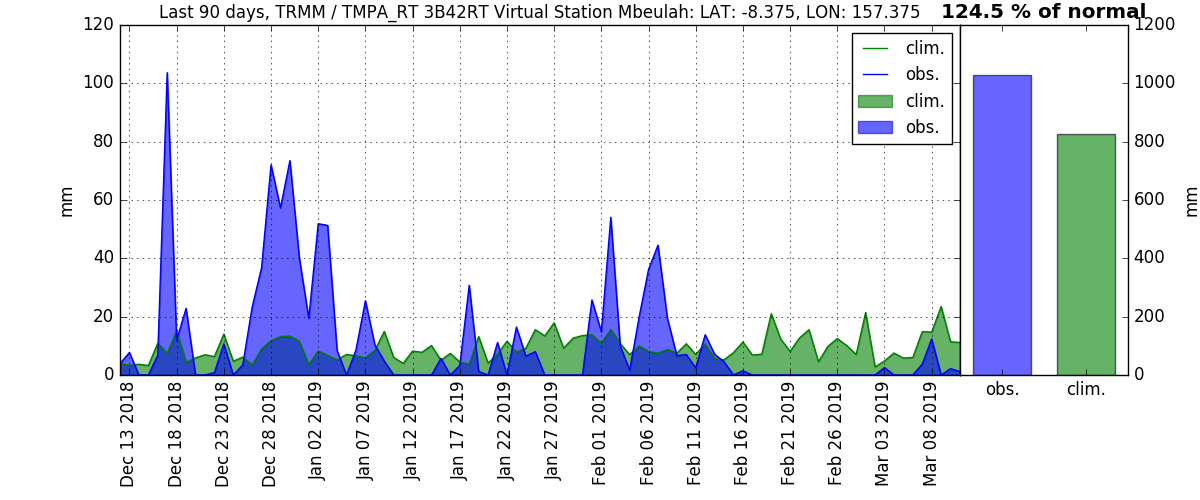 Last 90 days, TRMM / TMPA_RT 3B42RT Virtual Station Mbeulah: LAT: -8.375, LON: 157.375
124.5 % of normal
120
100
80
60
40
20
0
mm
clim.
obs.
clim.
obs.
1200
1000
800
600
400
200
0
mm
Dec 13 2018
Dec 18 2018
Dec 23 2018
Dec 28 2018
Jan 02 2019
Jan 07 2019
Jan 12 2019
Jan 17 2019
Jan 22 2019
Jan 27 2019
Feb 01 2019
Feb 06 2019
Feb 11 2019
Feb 16 2019
Feb 21 2019
Feb 26 2019
Mar 03 2019
Mar 08 2019
obs.
clim.